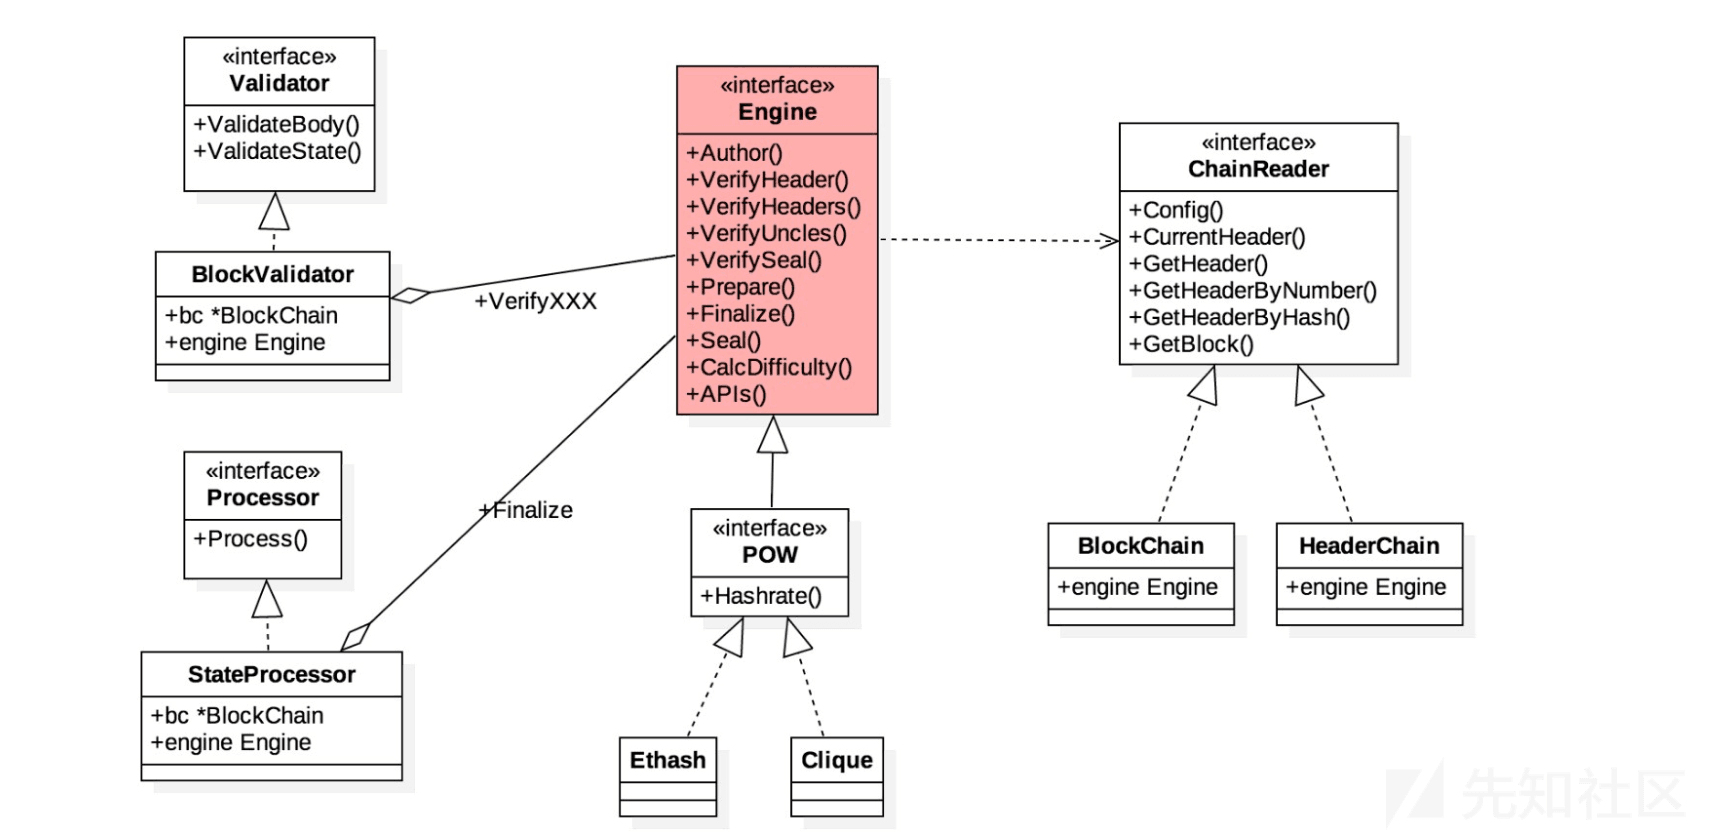 «interface»
Validator
+ValidateBody()
+ValidateState()
BlockValidator
+bc *BlockChain
+engine Engine
+VerifyXXX
«interface»
Processor
+Process()
StateProcessor
+bc *BlockChain
+engine Engine
+Finalize
«interface»
Engine
+Author()
+VerifyHeader()
+VerifyHeaders()
+VerifyUncles()
+VerifySeal()
+Prepare()
+Finalize()
+Seal()
+CalcDifficulty()
+APIs()
«interface»
POW
+Hashrate()
Ethash
Clique
«interface»
ChainReader
+Config()
+CurrentHeader()
+GetHeader()
+GetHeaderByNumber()
+GetHeaderByHash()
+GetBlock()
BlockChain
+engine Engine
HeaderChain
+engine Engine
先知社区